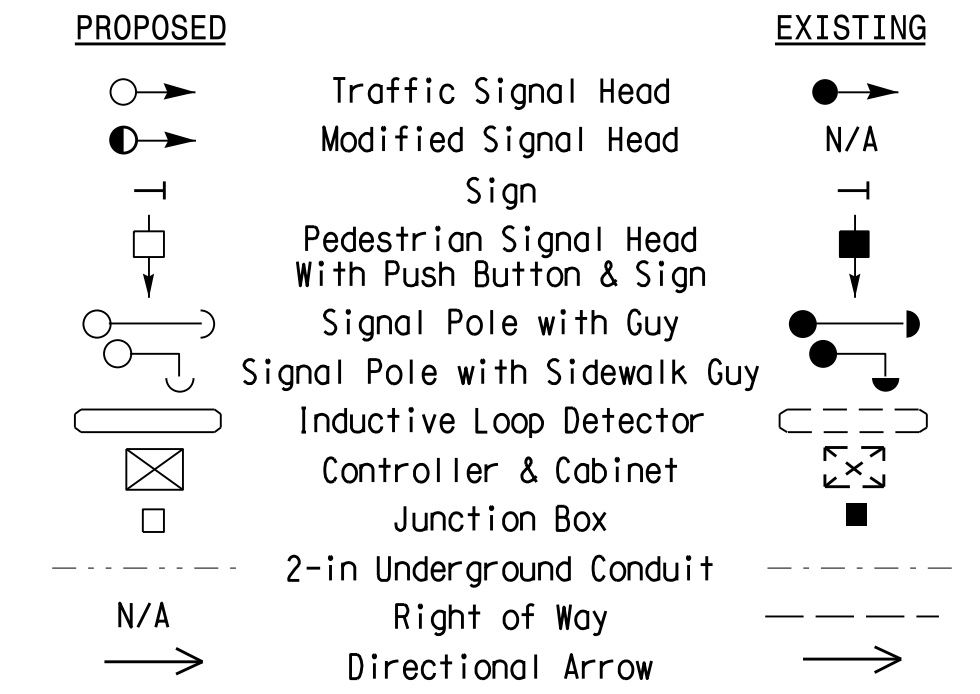 PROPOSED EXISTING
Traffic Signal Head
Modified Signal Head N/A
Sign
Pedestrian Signal Head
With Push Button & Sign
Signal Pole with Guy
Signal Pole with Sidewalk Guy
Inductive Loop Detector
Controller & Cabinet
Junction Box
2-in Underground Conduit
N/A Right of Way
Directional Arrow